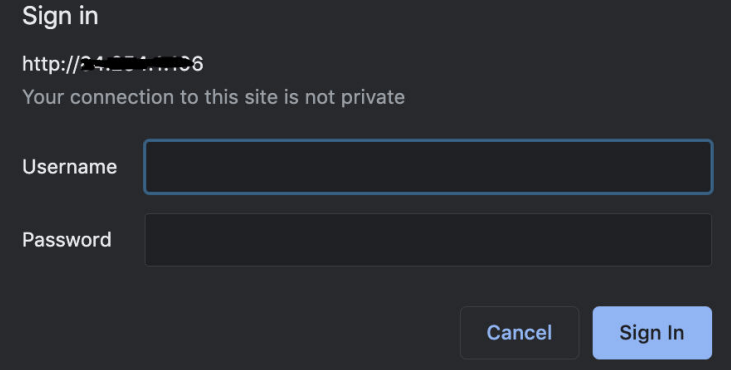 Sign in
http://
Your connection to this site is not private
Username
Password
Cancel
Sign In